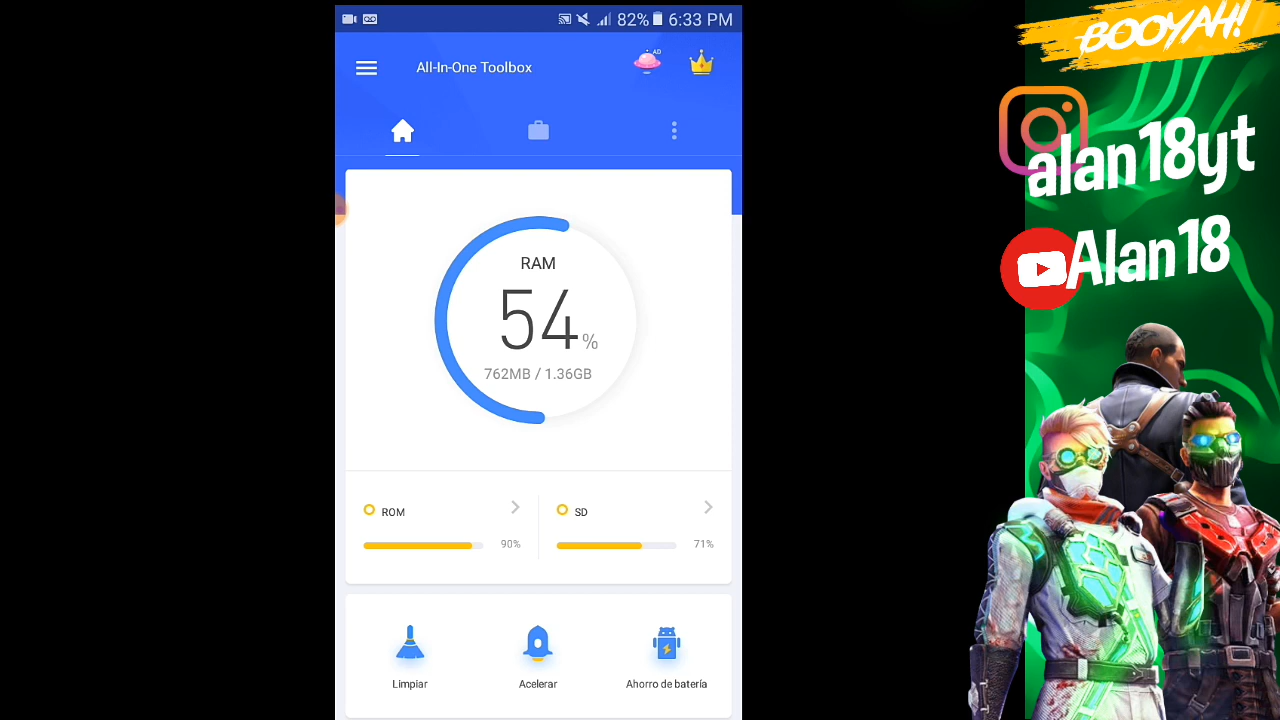 82% 6:33 PM
All-In-One Toolbox
AD
RAM
54%
762MB / 1.36GB
ROM
90%
SD
71%
Limpiar
Acelerar
Ahorro de batería
BOOYAH!
alan18yt
Alan18